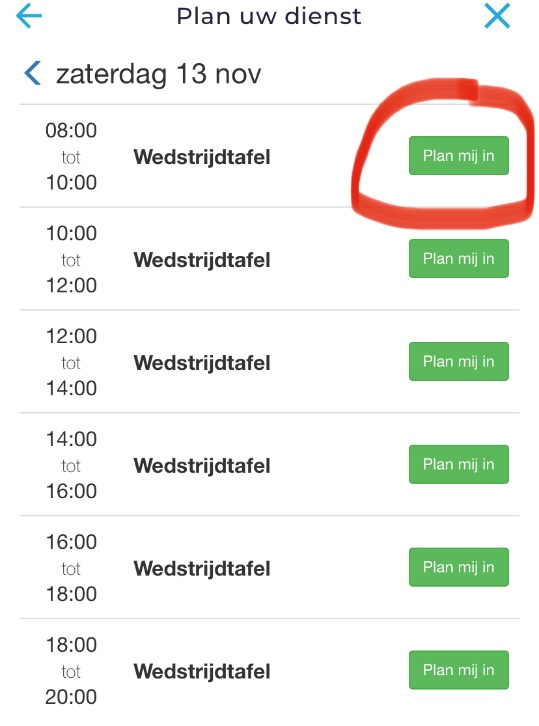 Plan uw dienst
zaterdag 13 nov
08:00
tot
10:00
Wedstrijdtafel
Plan mij in
10:00
tot
12:00
Wedstrijdtafel
Plan mij in
12:00
tot
14:00
Wedstrijdtafel
Plan mij in
14:00
tot
16:00
Wedstrijdtafel
Plan mij in
16:00
tot
18:00
Wedstrijdtafel
Plan mij in
18:00
tot
20:00
Wedstrijdtafel
Plan mij in